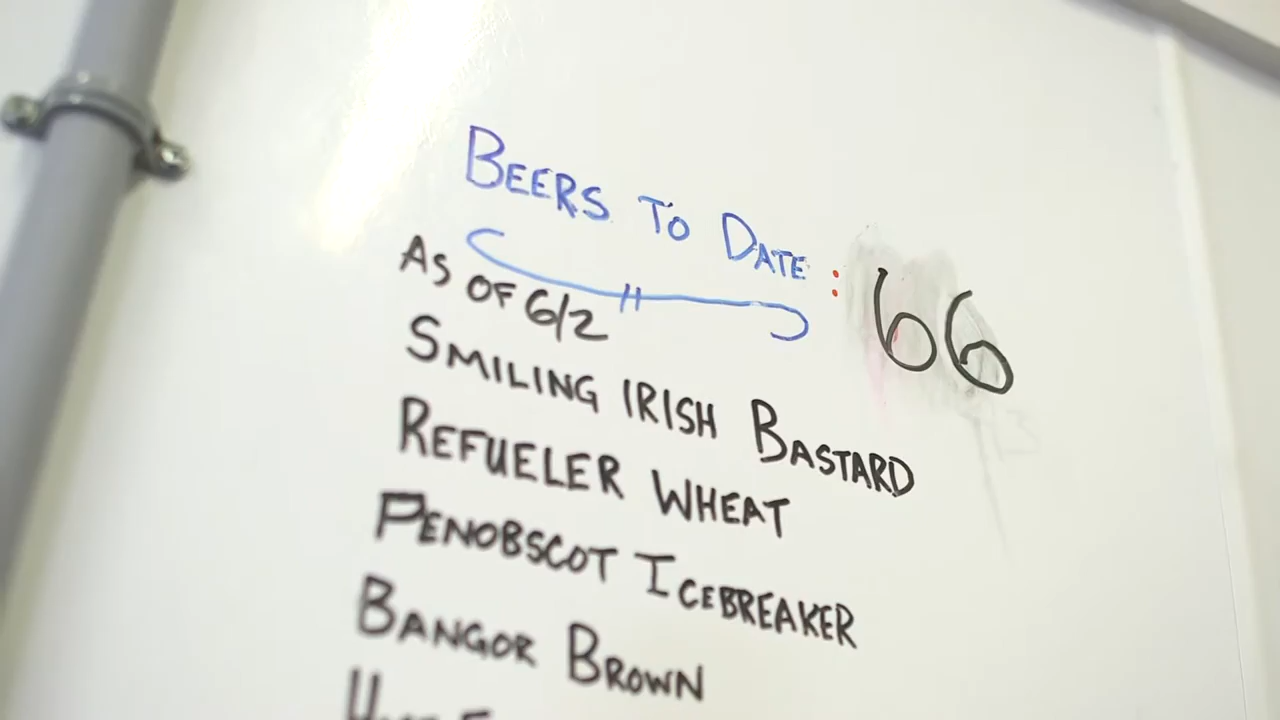 BEERS TO DATE : 66
AS OF 6/2
SMILING IRISH BASTARD
REFUELER WHEAT
PENOBSCOT ICEBREAKER
BANGOR BROWN